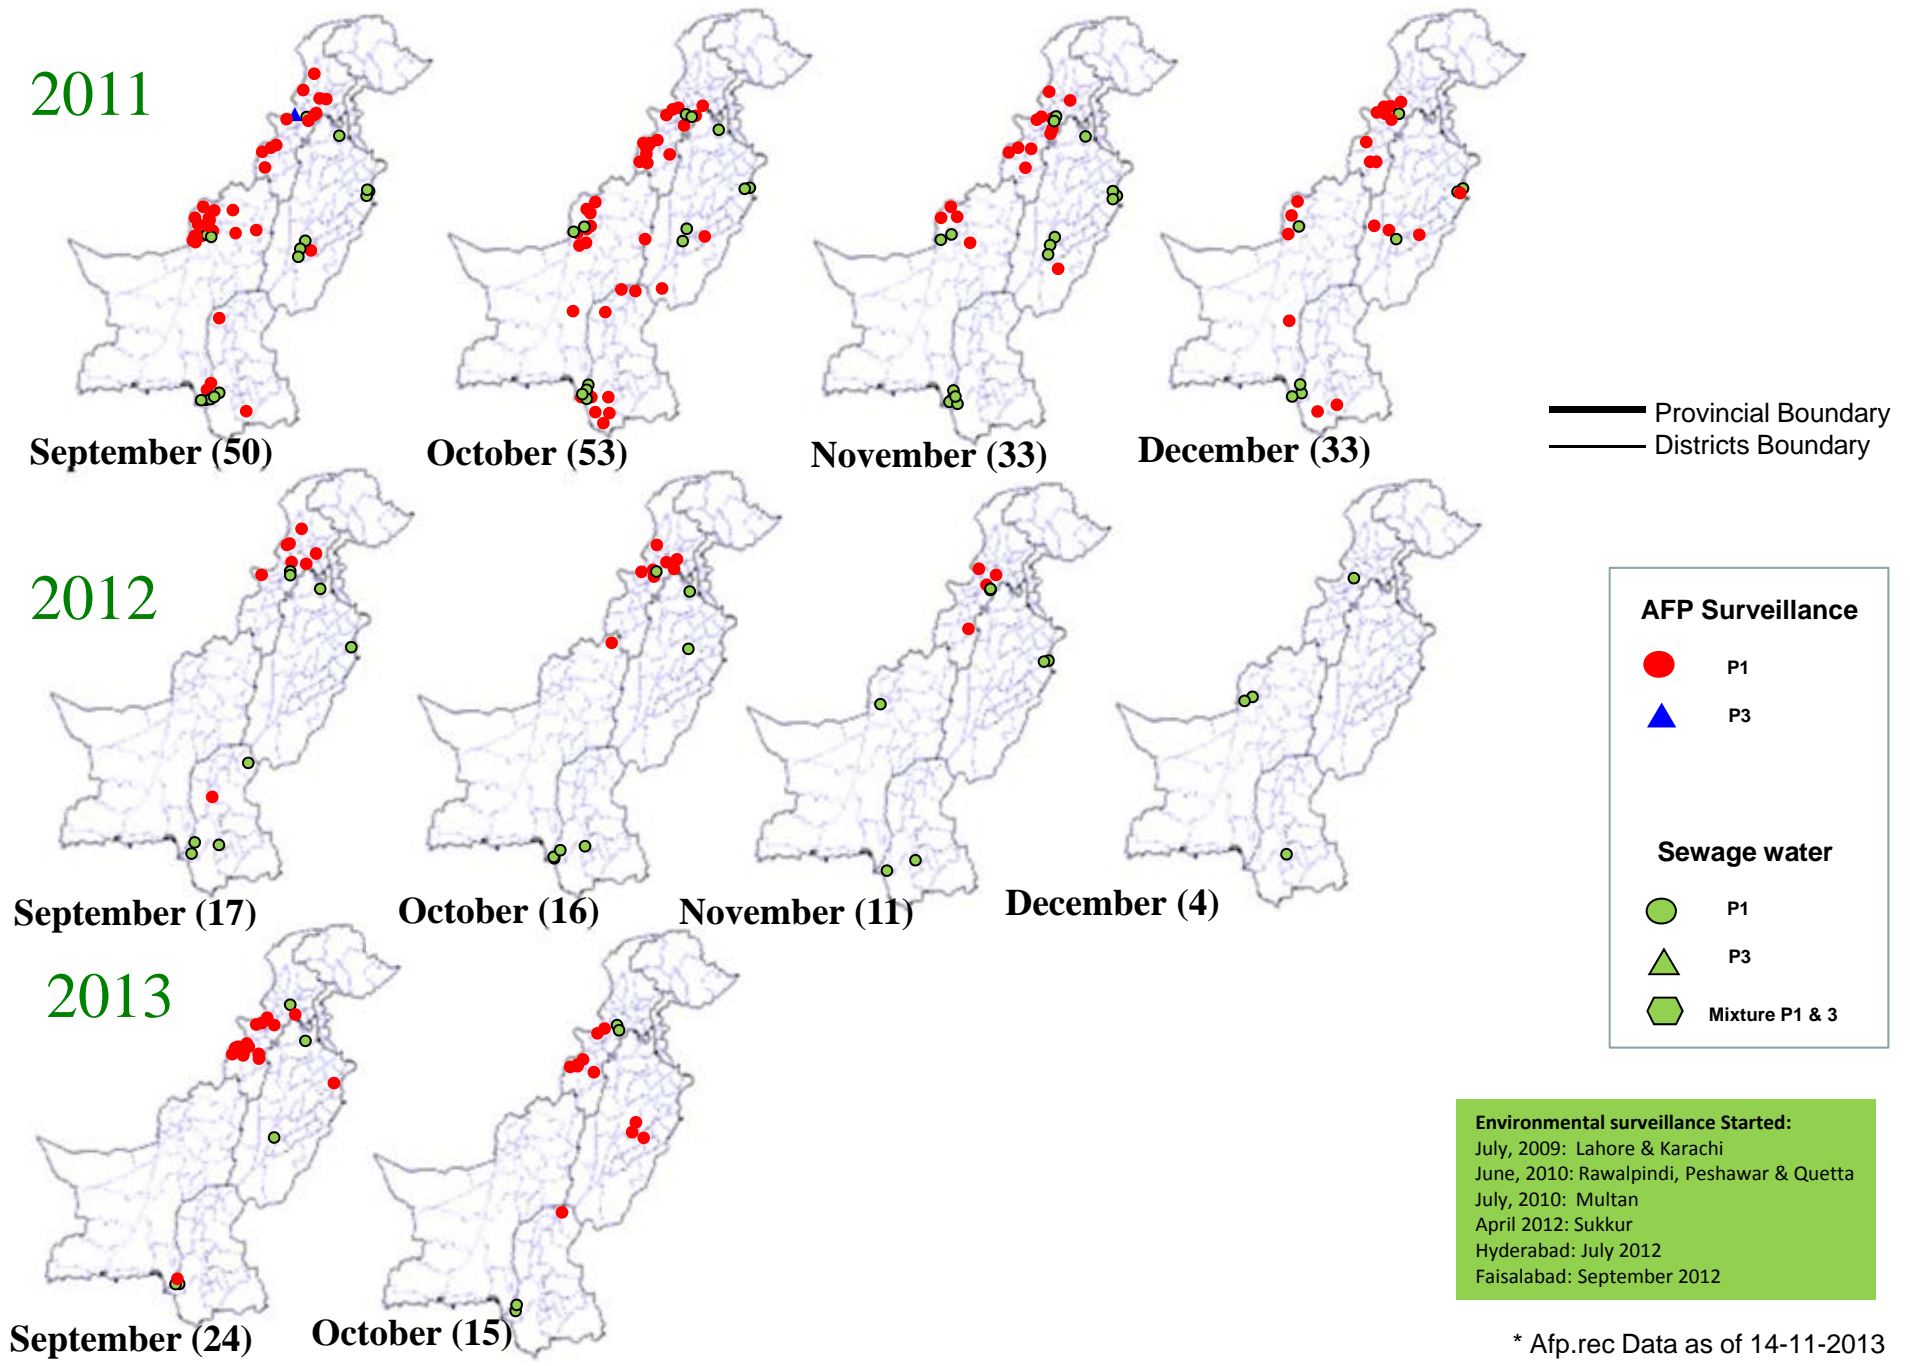 2011
September (50)
October (53)
November (33)
December (33)
Provincial Boundary
Districts Boundary
2012
September (17)
October (16)
November (11)
December (4)
AFP Surveillance
P1
P3
Sewage water
P1
P3
Mixture P1 & 3
2013
September (24)
October (15)
Environmental surveillance Started:
July, 2009: Lahore & Karachi
June, 2010: Rawalpindi, Peshawar & Quetta
July, 2010: Multan
April 2012: Sukkur
Hyderabad: July 2012
Faisalabad: September 2012
* Afp.rec Data as of 14-11-2013